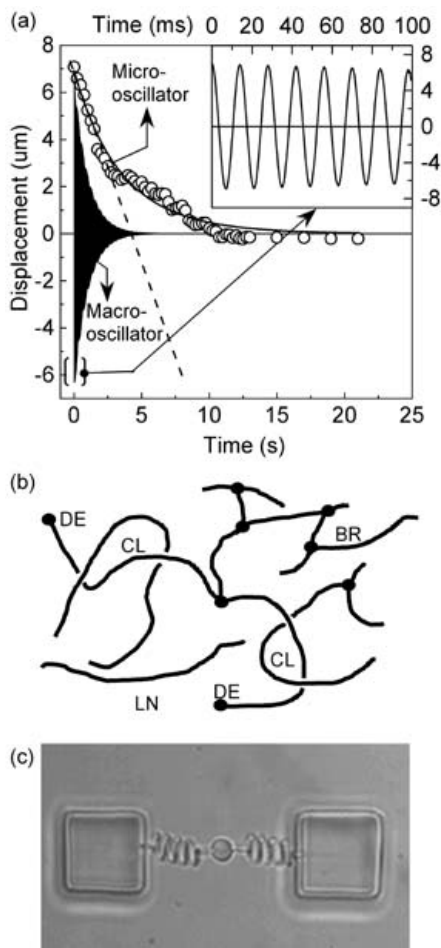 (a)
Time (ms)
0 20 40 60 80 100
8
6
4
2
0
-2
-4
-6
Displacement (um)
Micro-
oscillator
Macro-
oscillator
8
4
0
-4
-8
0 5 10 15 20 25
Time (s)
(b)
DE
CL
BR
CL
DE
LN
(c)